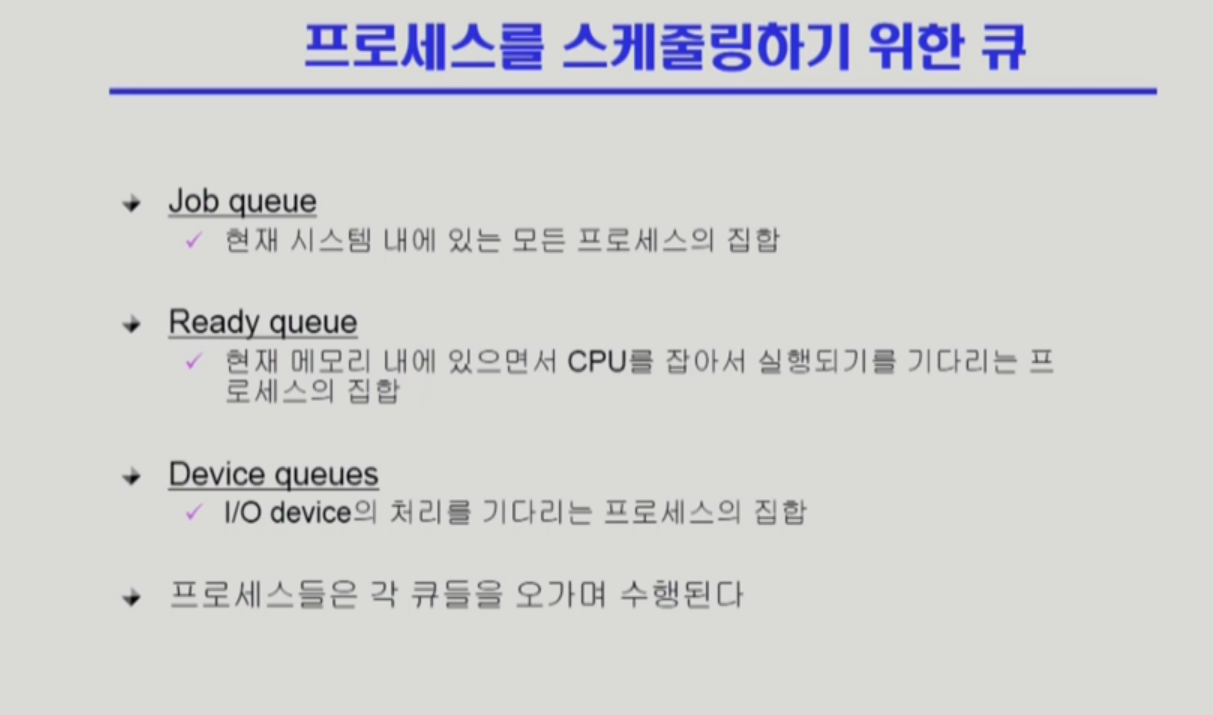 프로세스를 스케줄링하기 위한 큐
Job queue
현재 시스템 내에 있는 모든 프로세스의 집합
Ready queue
현재 메모리 내에 있으면서 CPU를 잡아서 실행되기를 기다리는 프
로세스의 집합
Device queues
I/O device의 처리를 기다리는 프로세스의 집합
프로세스들은 각 큐들을 오가며 수행된다